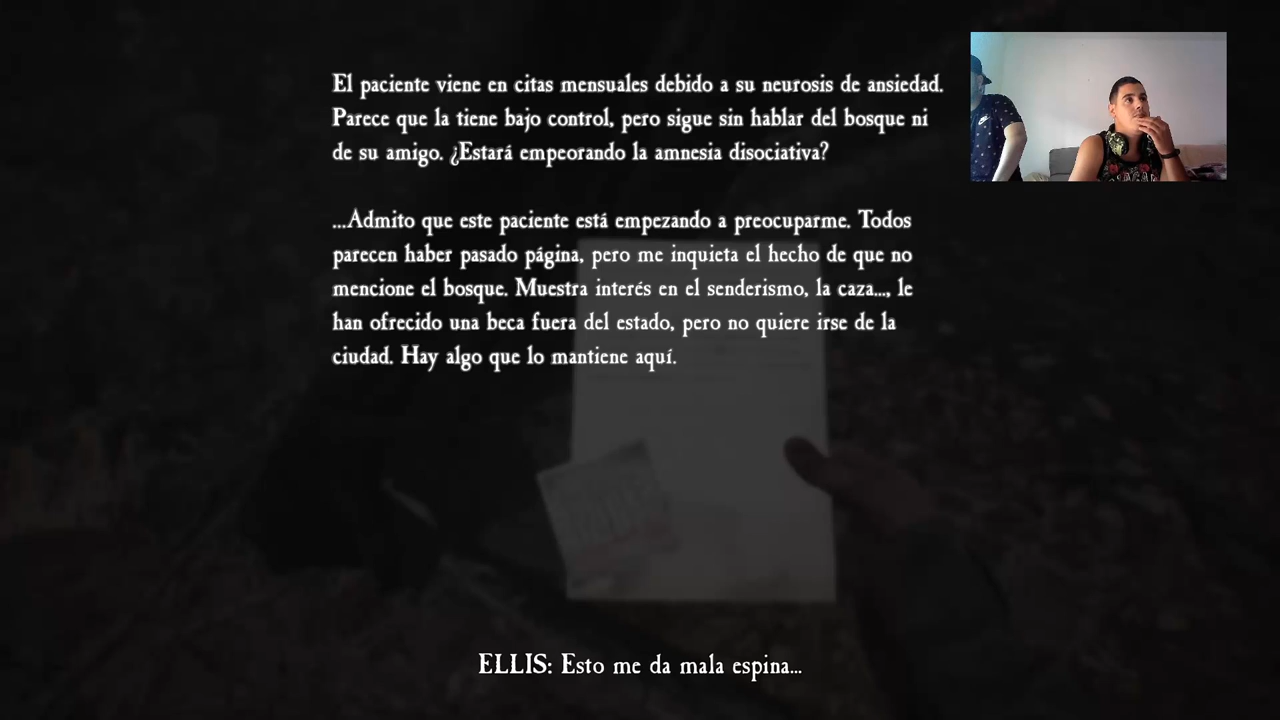 El paciente viene en citas mensuales debido a su neurosis de ansiedad.
Parece que la tiene bajo control, pero sigue sin hablar del bosque ni
de su amigo. ¿Estará empeorando la amnesia disociativa?
...Admito que este paciente está empezando a preocuparme. Todos
parecen haber pasado página, pero me inquieta el hecho de que no
mencione el bosque. Muestra interés en el senderismo, la caza..., le
han ofrecido una beca fuera del estado, pero no quiere irse de la
ciudad. Hay algo que lo mantiene aquí.
ELLIS: Esto me da mala espina...